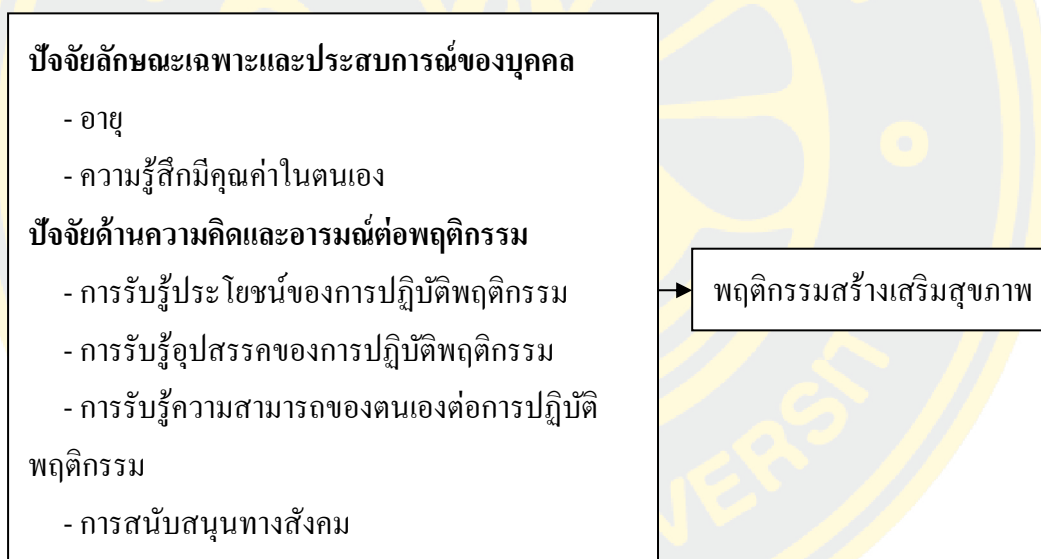 ปัจจัยลักษณะเฉพาะและประสบการณ์ของบุคคล
- อายุ
- ความรู้สึกมีคุณค่าในตนเอง
ปัจจัยด้านความคิดและอารมณ์ต่อพฤติกรรม
- การรับรู้ประโยชน์ของการปฏิบัติพฤติกรรม
- การรับรู้อุปสรรคของการปฏิบัติพฤติกรรม
- การรับรู้ความสามารถของตนเองต่อการปฏิบัติ
พฤติกรรม
- การสนับสนุนทางสังคม
พฤติกรรมสร้างเสริมสุขภาพ